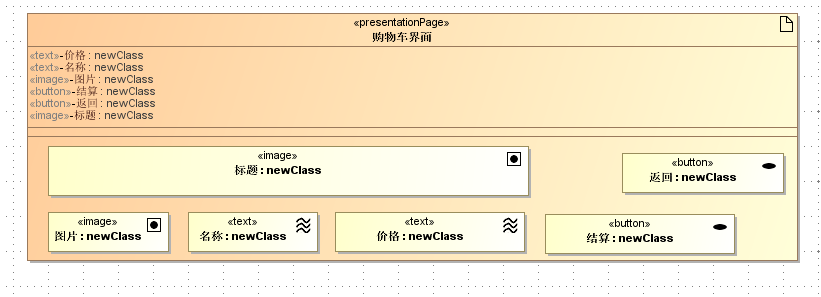 «presentationPage»
购物车界面
«text»-价格 : newClass
«text»-名称 : newClass
«image»-图片 : newClass
«button»-结算 : newClass
«button»-返回 : newClass
«image»-标题 : newClass
«image»
标题 : newClass
«button»
返回 : newClass
«image»
图片 : newClass
«text»
名称 : newClass
«text»
价格 : newClass
«button»
结算 : newClass